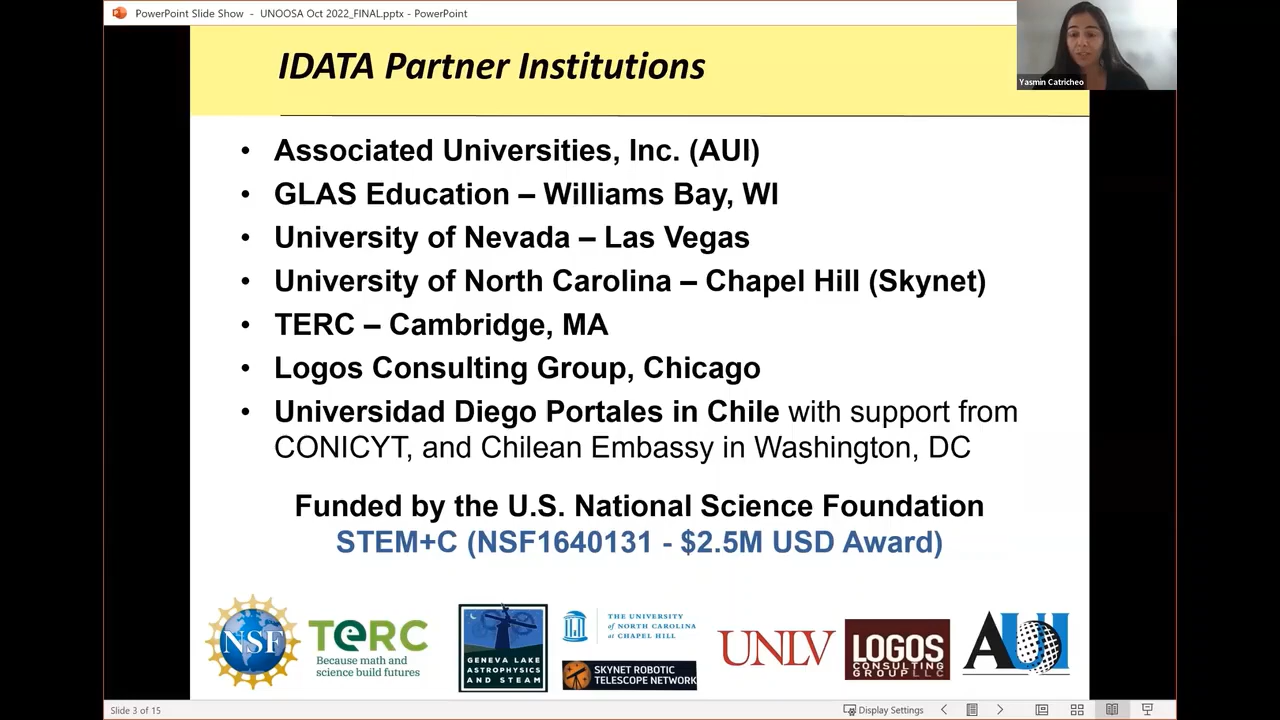 PowerPoint Slide Show - UNOOSA Oct 2022_FINAL.pptx - PowerPoint
Yasmin Catricheo
IDATA Partner Institutions
• Associated Universities, Inc. (AUI)
• GLAS Education – Williams Bay, WI
• University of Nevada – Las Vegas
• University of North Carolina – Chapel Hill (Skynet)
• TERC – Cambridge, MA
• Logos Consulting Group, Chicago
• Universidad Diego Portales in Chile with support from
CONICYT, and Chilean Embassy in Washington, DC
Funded by the U.S. National Science Foundation
STEM+C (NSF1640131 - $2.5M USD Award)
NSF
TERC
Because math and
science build futures
GENEVA LAKE
ASTROPHYSICS
AND STEAM
THE UNIVERSITY
of NORTH CAROLINA
at CHAPEL HILL
SKYNET ROBOTIC
TELESCOPE NETWORK
UNLV
LOGOS
CONSULTING
GROUP LLC
AUI
Slide 3 of 15
Display Settings